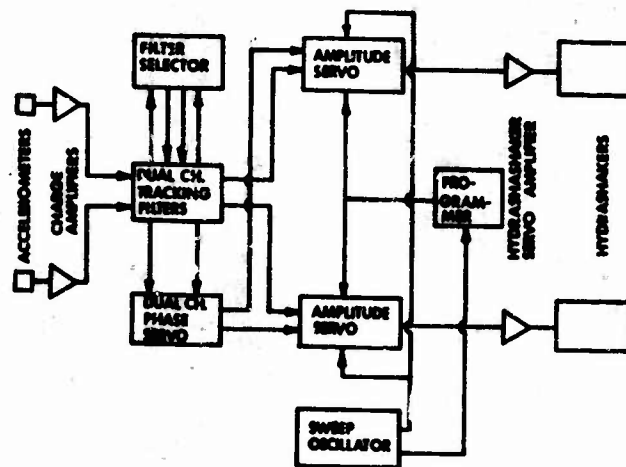 FILTER
SELECTOR
AMPLITUDE
SERVO
ACCELEROMETERS
CHARGE
AMPLIFIERS
DUAL CH.
TRACKING
FILTERS
PRO-
GRAM-
MER
HYDRASHAKER
SERVO AMPLIFIER
HYDRASHAKERS
DUAL CH.
PHASE
SERVO
AMPLITUDE
SERVO
SWEEP
OSCILLATOR